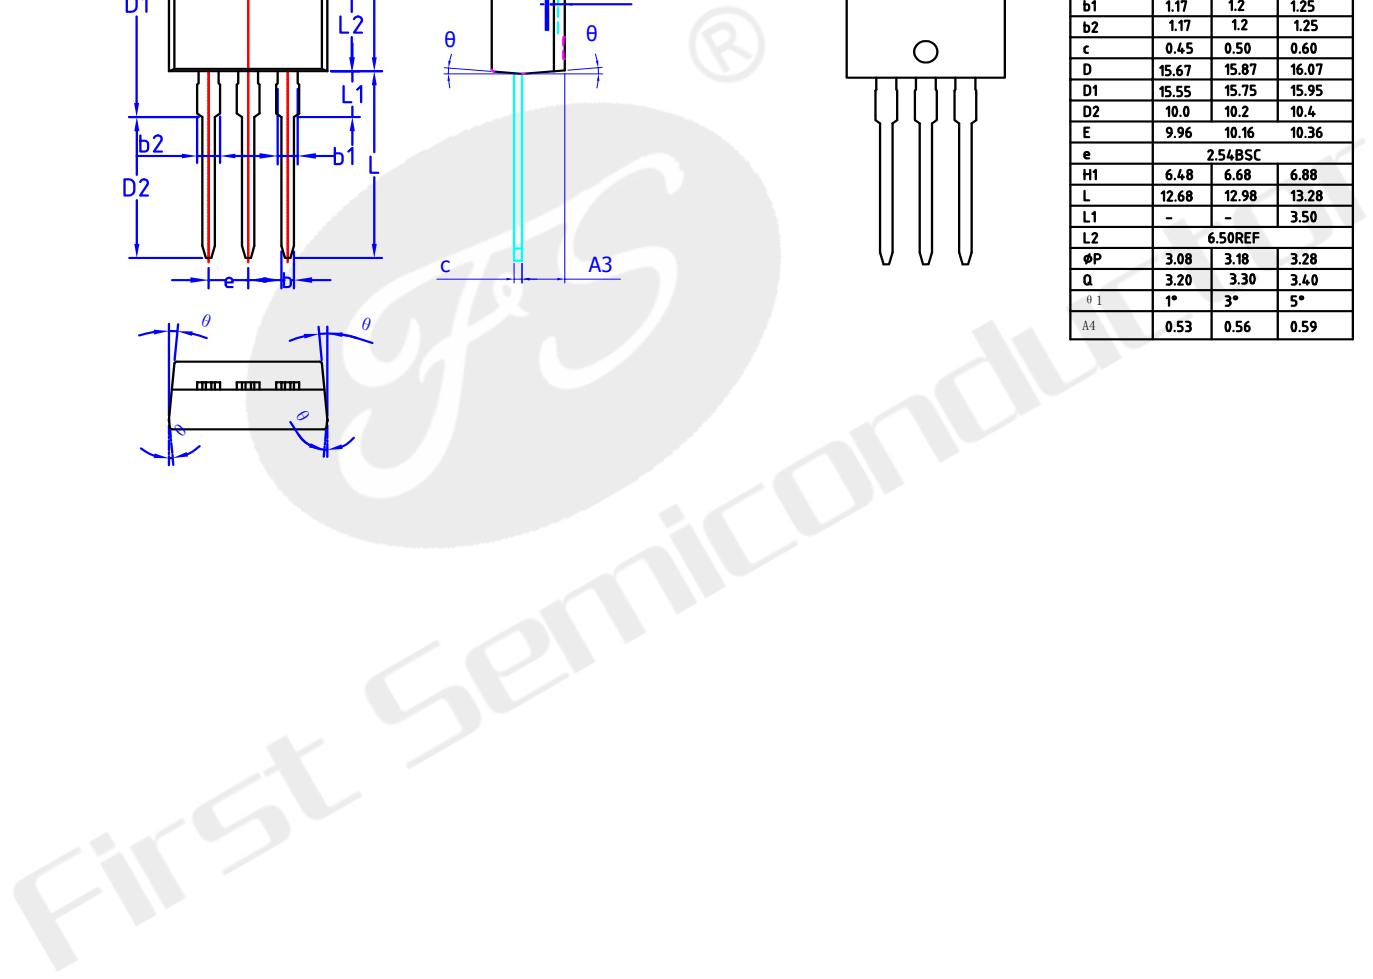 D1
L2
L1
b2
b1
L
D2
e
b
θ
θ
c
A3
θ
θ
θ
θ
®
FS
First Semiconductor
b1 1.17 1.2 1.25
b2 1.17 1.2 1.25
c 0.45 0.50 0.60
D 15.67 15.87 16.07
D1 15.55 15.75 15.95
D2 10.0 10.2 10.4
E 9.96 10.16 10.36
e 2.54BSC
H1 6.48 6.68 6.88
L 12.68 12.98 13.28
L1 - - 3.50
L2 6.50REF
øP 3.08 3.18 3.28
Q 3.20 3.30 3.40
θ1 1° 3° 5°
A4 0.53 0.56 0.59